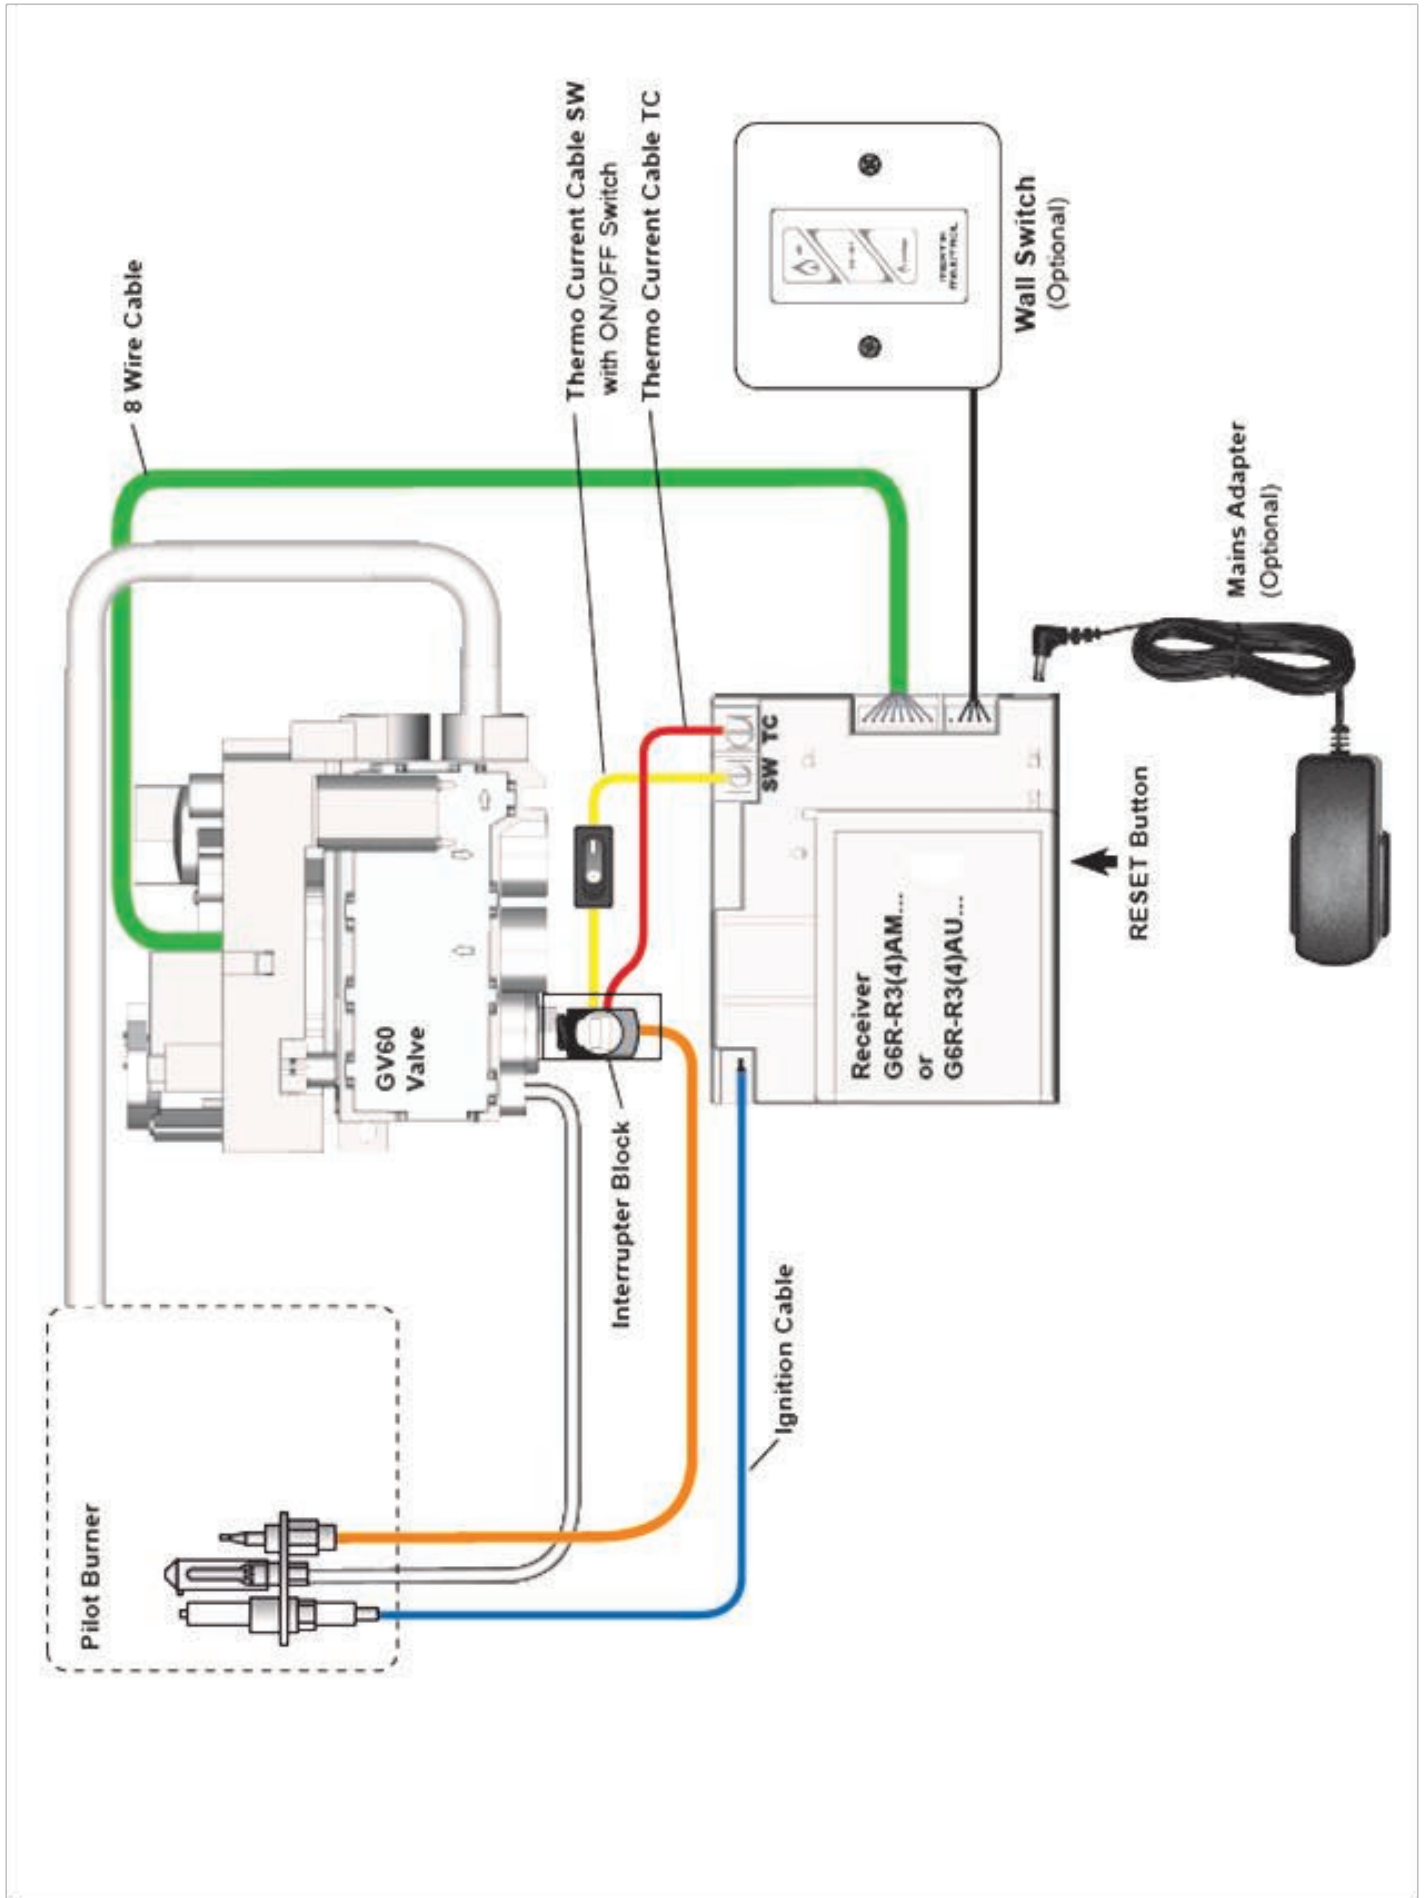 8 Wire Cable
Thermo Current Cable SW
with ON/OFF Switch
Thermo Current Cable TC
Wall Switch
(Optional)
Mains Adapter
(Optional)
GV60
Valve
SW TC
Receiver
G6R-R3(4)AM...
or
G6R-R3(4)AU...
RESET Button
Interrupter Block
Ignition Cable
Pilot Burner